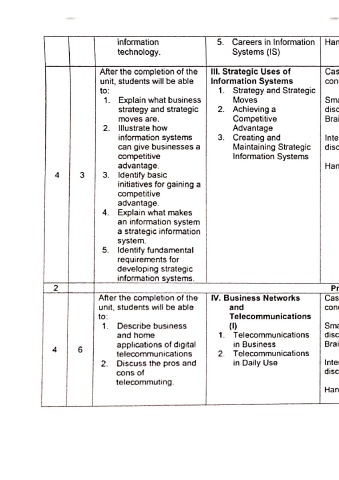 information
technology.
5. Careers in Information
Systems (IS)
Han
4
3
After the completion of the
unit, students will be able
to:
1. Explain what business
strategy and strategic
moves are.
2. Illustrate how
information systems
can give businesses a
competitive
advantage.
3. Identify basic
initiatives for gaining a
competitive
advantage.
4. Explain what makes
an information system
a strategic information
system.
5. Identify fundamental
requirements for
developing strategic
information systems.
III. Strategic Uses of
Information Systems
1. Strategy and Strategic
Moves
2. Achieving a
Competitive
Advantage
3. Creating and
Maintaining Strategic
Information Systems
Cas
con
Sma
disc
Brai
Inte
disc
Han
2
Pr
4
6
After the completion of the
unit, students will be able
to:
1. Describe business
and home
applications of digital
telecommunications
2. Discuss the pros and
cons of
telecommuting.
IV. Business Networks
and
Telecommunications
(I)
1. Telecommunications
in Business
2. Telecommunications
in Daily Use
Cas
con
Sma
disc
Brai
Inte
disc
Han